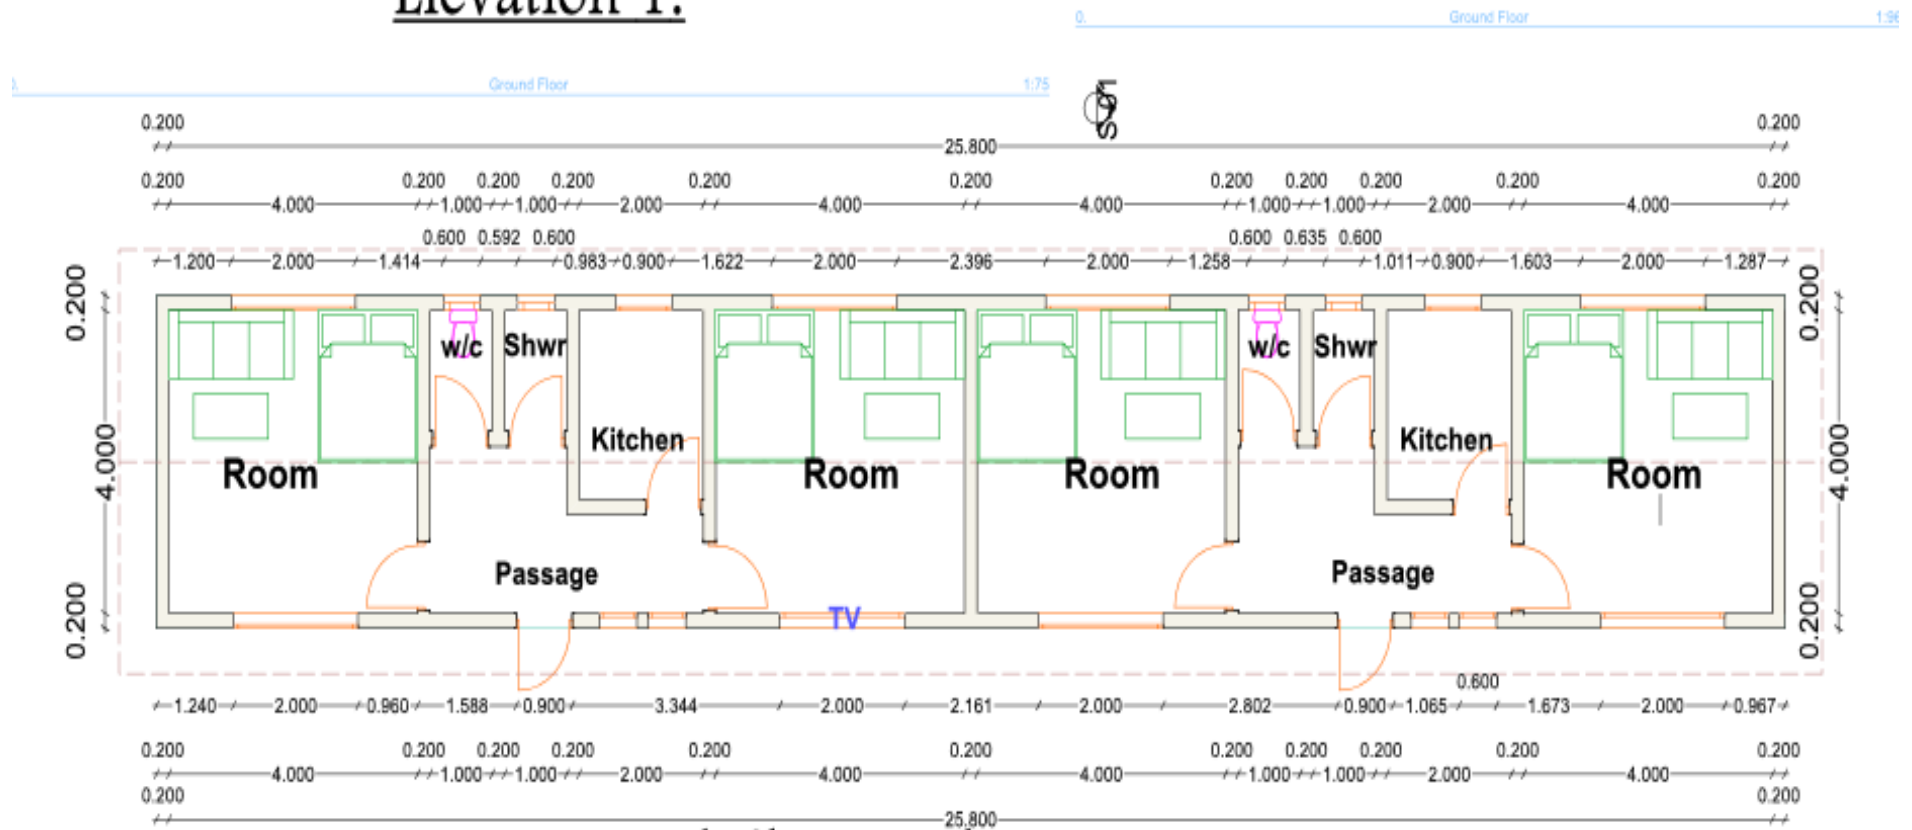 Elevation 1.
0. Ground Floor 1:96
0. Ground Floor 1:75
S-01
0.200 0.200
25.800
0.200 0.200 0.200 0.200 0.200 0.200 0.200 0.200 0.200 0.200 0.200
4.000 1.000 1.000 2.000 4.000 4.000 1.000 1.000 2.000 4.000
0.600 0.592 0.600 0.600 0.635 0.600
1.200 2.000 1.414 0.983 0.900 1.622 2.000 2.396 2.000 1.258 1.011 0.900 1.603 2.000 1.287
0.200 0.200
w/c Shwr w/c Shwr
4.000 Kitchen Kitchen 4.000
Room Room Room Room
Passage Passage
0.200 TV 0.200
0.600
1.240 2.000 0.960 1.588 0.900 3.344 2.000 2.161 2.000 2.802 0.900 1.065 1.673 2.000 0.967
0.200 0.200 0.200 0.200 0.200 0.200 0.200 0.200 0.200 0.200 0.200
4.000 1.000 1.000 2.000 4.000 4.000 1.000 1.000 2.000 4.000
0.200 0.200
25.800